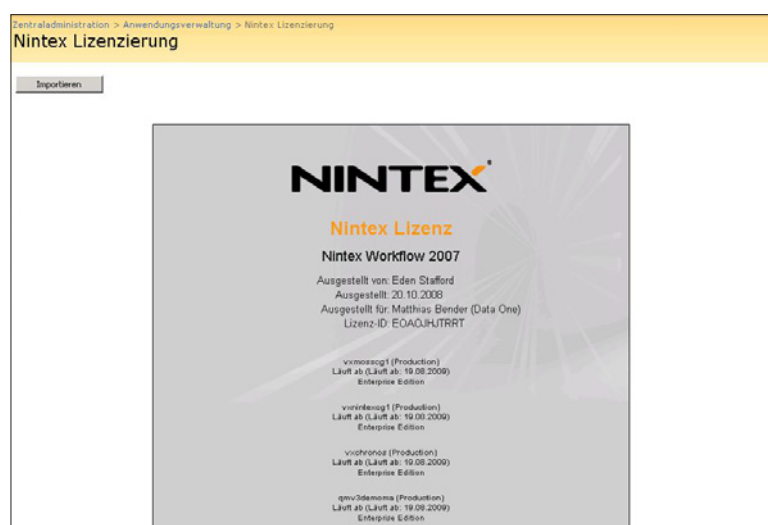 Zentraladministration > Anwendungsverwaltung > Nintex Lizenzierung
Nintex Lizenzierung
Importieren
NINTEX
Nintex Lizenz
Nintex Workflow 2007
Ausgestellt von: Eden Stafford
Ausgestellt: 20.10.2008
Ausgestellt für: Matthias Bender (Data One)
Lizenz-ID: EOAOJHJTRRT
(Production)
Läuft ab (Läuft ab: 19.08.2009)
Enterprise Edition
(Production)
Läuft ab (Läuft ab: 19.08.2009)
Enterprise Edition
vxchronos (Production)
Läuft ab (Läuft ab: 19.08.2009)
Enterprise Edition
qmv3demoma (Production)
Läuft ab (Läuft ab: 19.08.2009)
Enterprise Edition